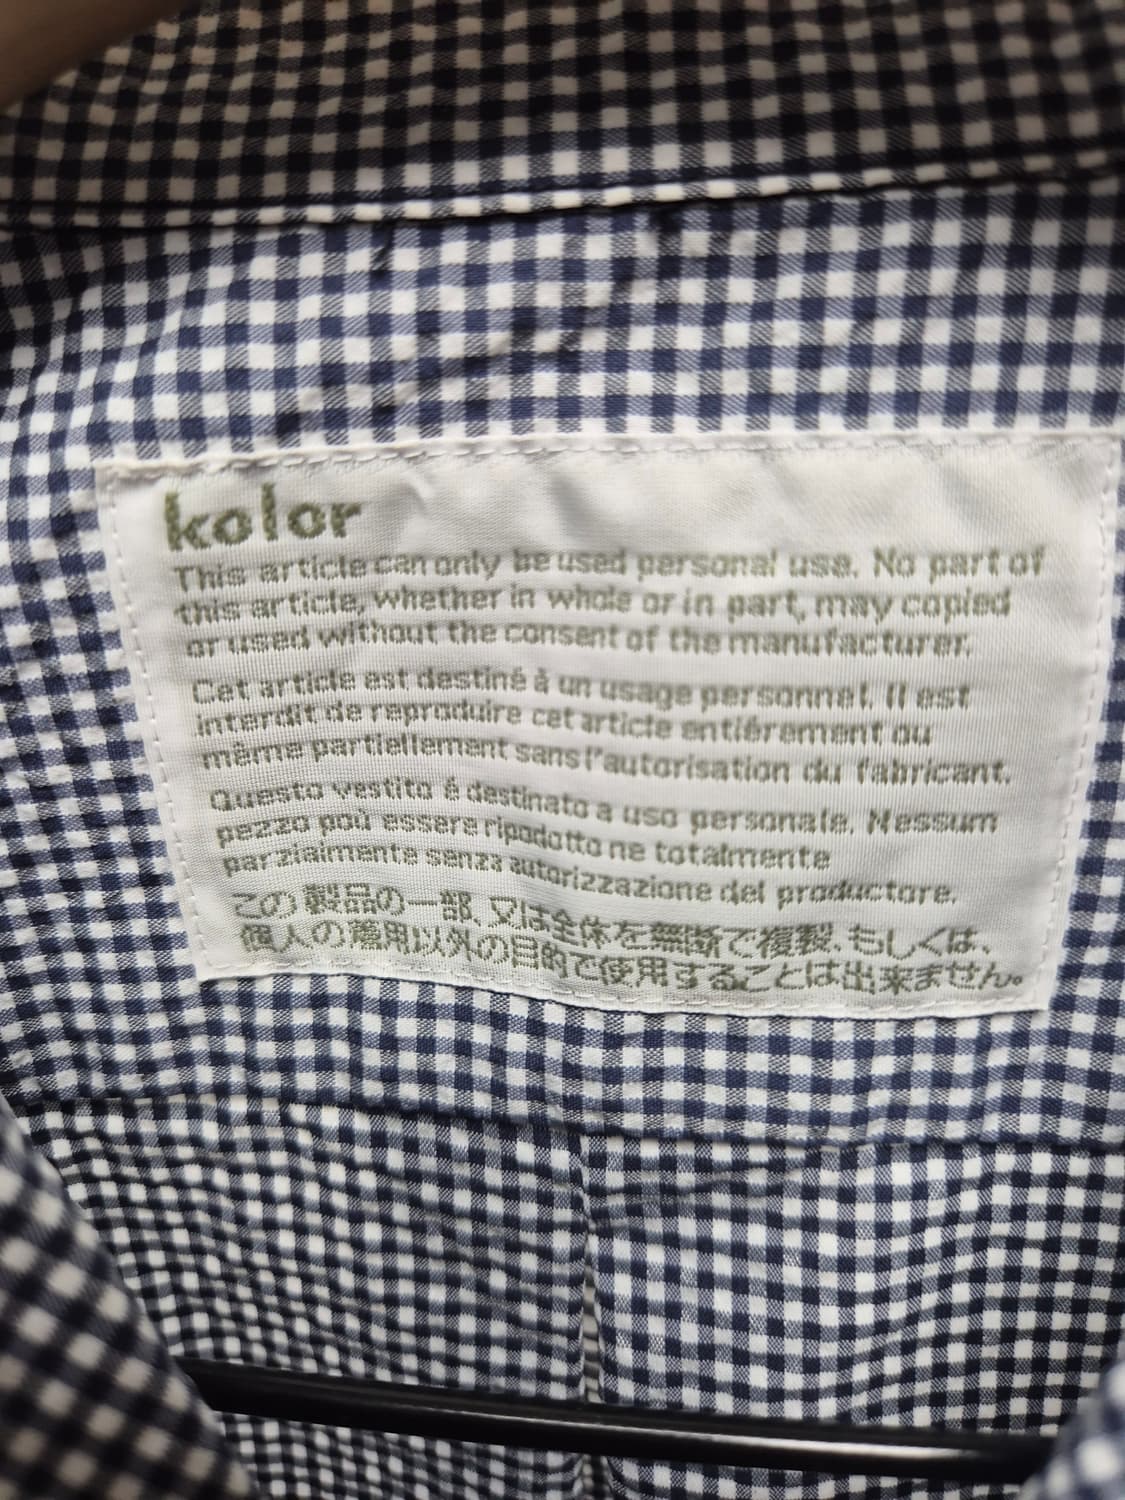 kolor
This article can only be used personal use. No part of
this article, whether in whole or in part, may copied
or used without the consent of the manufacturer.
Cet article est destiné à un usage personnel. Il est
interdit de reproduire cet article entiérement ou
même partiellement sans l'autorisation du fabricant.
Questo vestito é destinato a uso personale. Nessum
pezzo può essere ripodotto ne totalmente
parzialmente senza autorizzazione del productore.
この製品の一部、又は全体を無断で複製、もしくは、
個人の着用以外の目的で使用することは出来ません。